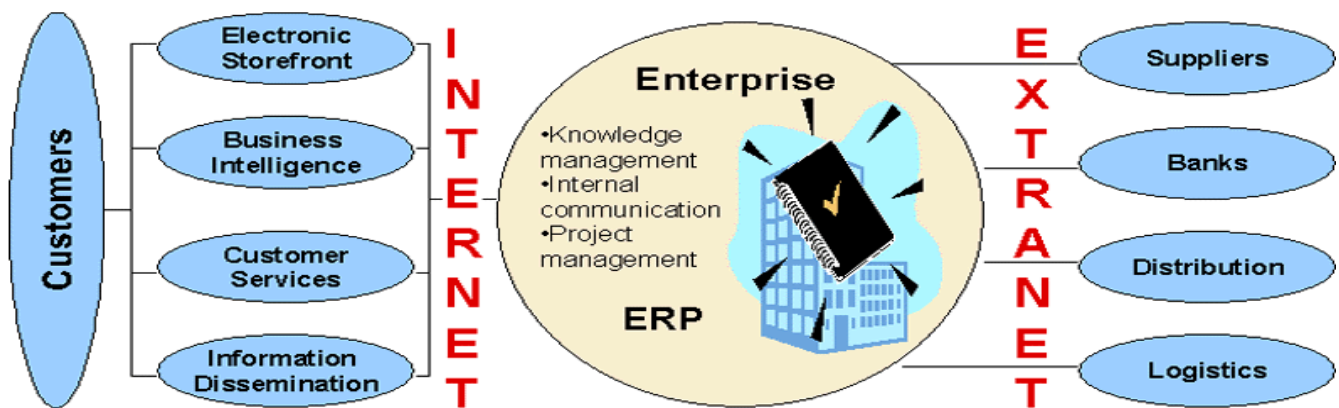 Customers
Electronic
Storefront
Business
Intelligence
Customer
Services
Information
Dissemination
INTERNET
Enterprise
•Knowledge
management
•Internal
communication
•Project
management
ERP
EXTRANET
Suppliers
Banks
Distribution
Logistics